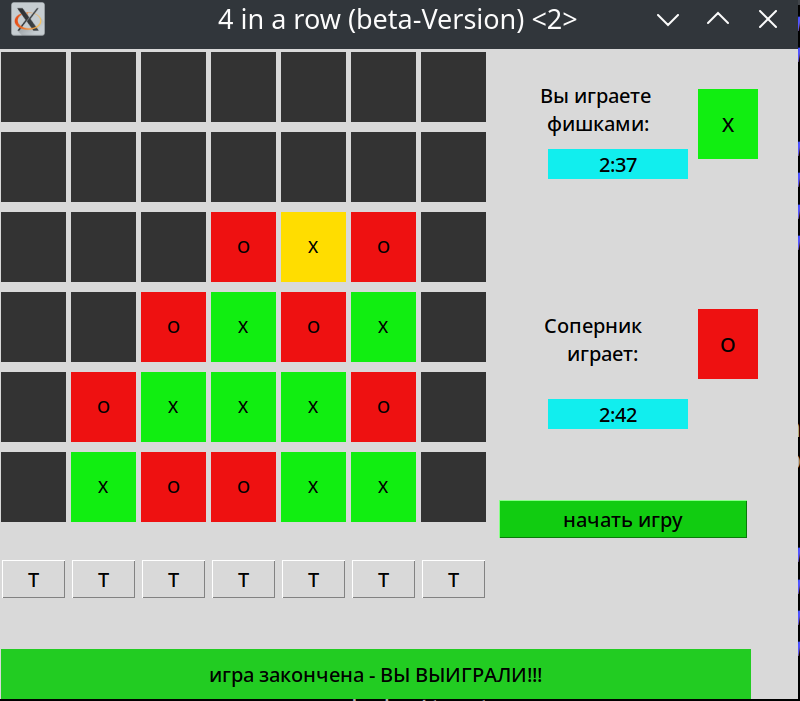 4 in a row (beta-Version) <2>
Вы играете
фишками:
X
2:37
O X O
O X O X
Соперник
играет:
O
O X X X O
2:42
X O O X X
начать игру
T T T T T T T
игра закончена - ВЫ ВЫИГРАЛИ!!!